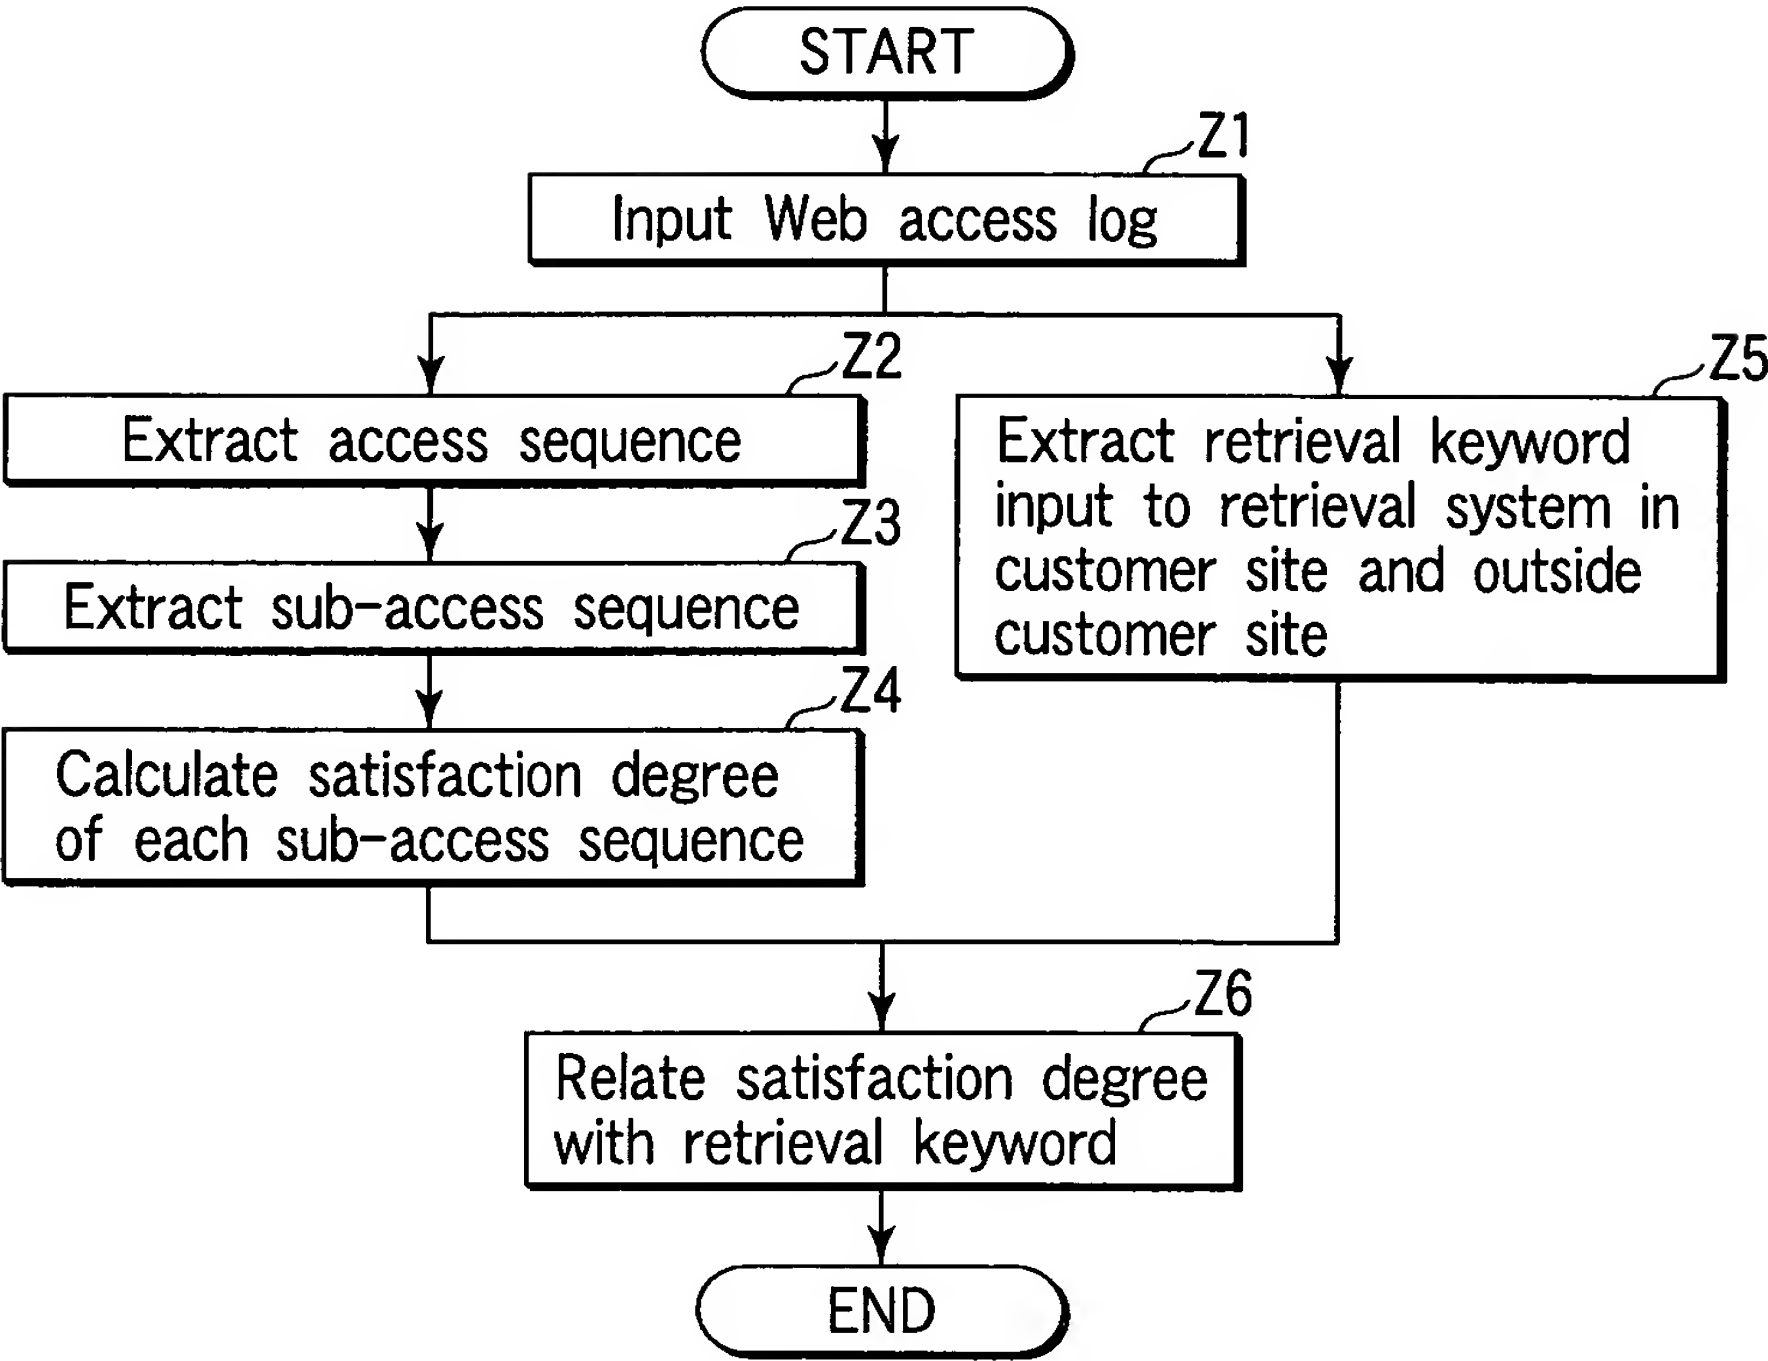 START
Z1
Input Web access log
Z2
Extract access sequence
Z3
Extract sub-access sequence
Z4
Calculate satisfaction degree
of each sub-access sequence
Z5
Extract retrieval keyword
input to retrieval system in
customer site and outside
customer site
Z6
Relate satisfaction degree
with retrieval keyword
END